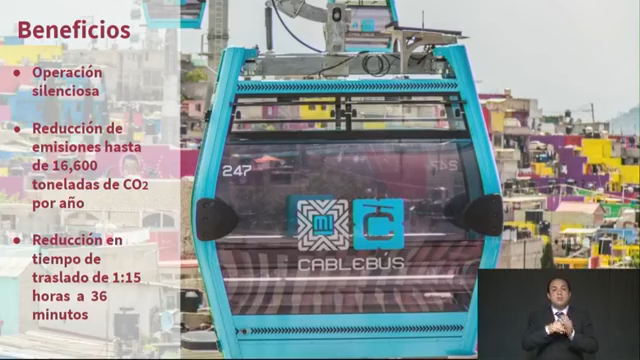 Beneficios
● Operación
silenciosa
● Reducción de
emisiones hasta
de 16,600
toneladas de CO2
por año
● Reducción en
tiempo de
traslado de 1:15
horas a 36
minutos
247
247
CABLEBÚS